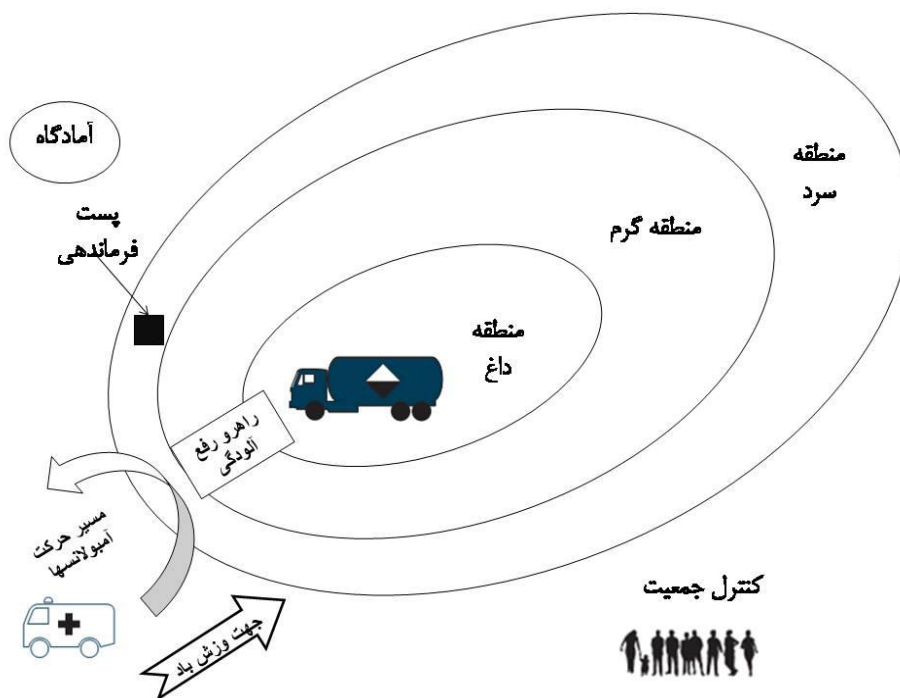 آمادگاه
پست
فرماندهی
منطقه
سرد
منطقه گرم
منطقه
داغ
راهرو رفع
آلودگی
مسیر حرکت
آمبولانسها
جهت وزش باد
کنترل جمعیت